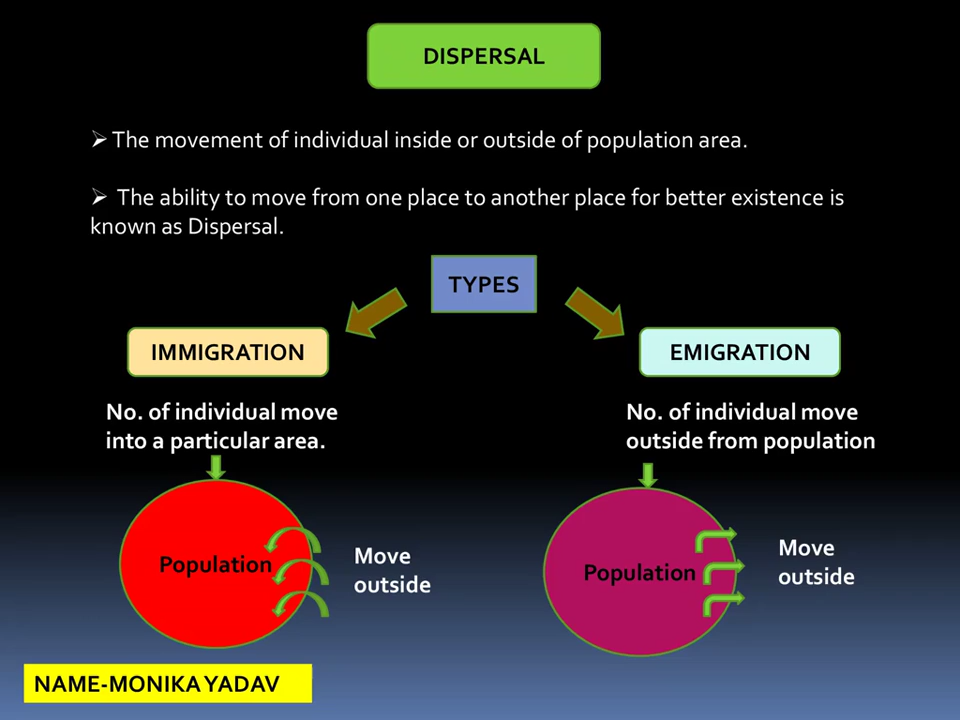 DISPERSAL
➢ The movement of individual inside or outside of population area.
➢ The ability to move from one place to another place for better existence is
known as Dispersal.
TYPES
IMMIGRATION
EMIGRATION
No. of individual move
into a particular area.
No. of individual move
outside from population
Population
Move
outside
Population
Move
outside
NAME-MONIKA YADAV